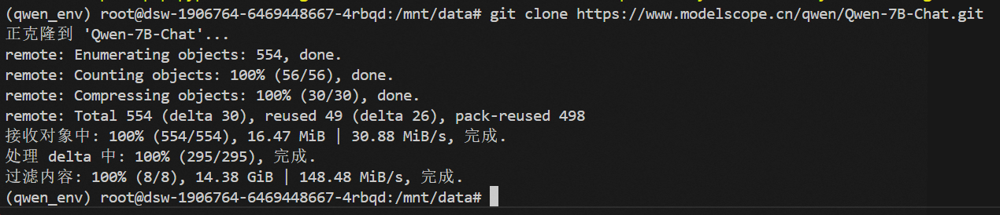 (qwen_env) root@dsw-1906764-6469448667-4rbqd:/mnt/data# git clone https://www.modelscope.cn/qwen/Qwen-7B-Chat.git
正克隆到 'Qwen-7B-Chat'...
remote: Enumerating objects: 554, done.
remote: Counting objects: 100% (56/56), done.
remote: Compressing objects: 100% (30/30), done.
remote: Total 554 (delta 30), reused 49 (delta 26), pack-reused 498
接收对象中: 100% (554/554), 16.47 MiB | 30.88 MiB/s, 完成.
处理 delta 中: 100% (295/295), 完成.
过滤内容: 100% (8/8), 14.38 GiB | 148.48 MiB/s, 完成.
(qwen_env) root@dsw-1906764-6469448667-4rbqd:/mnt/data#